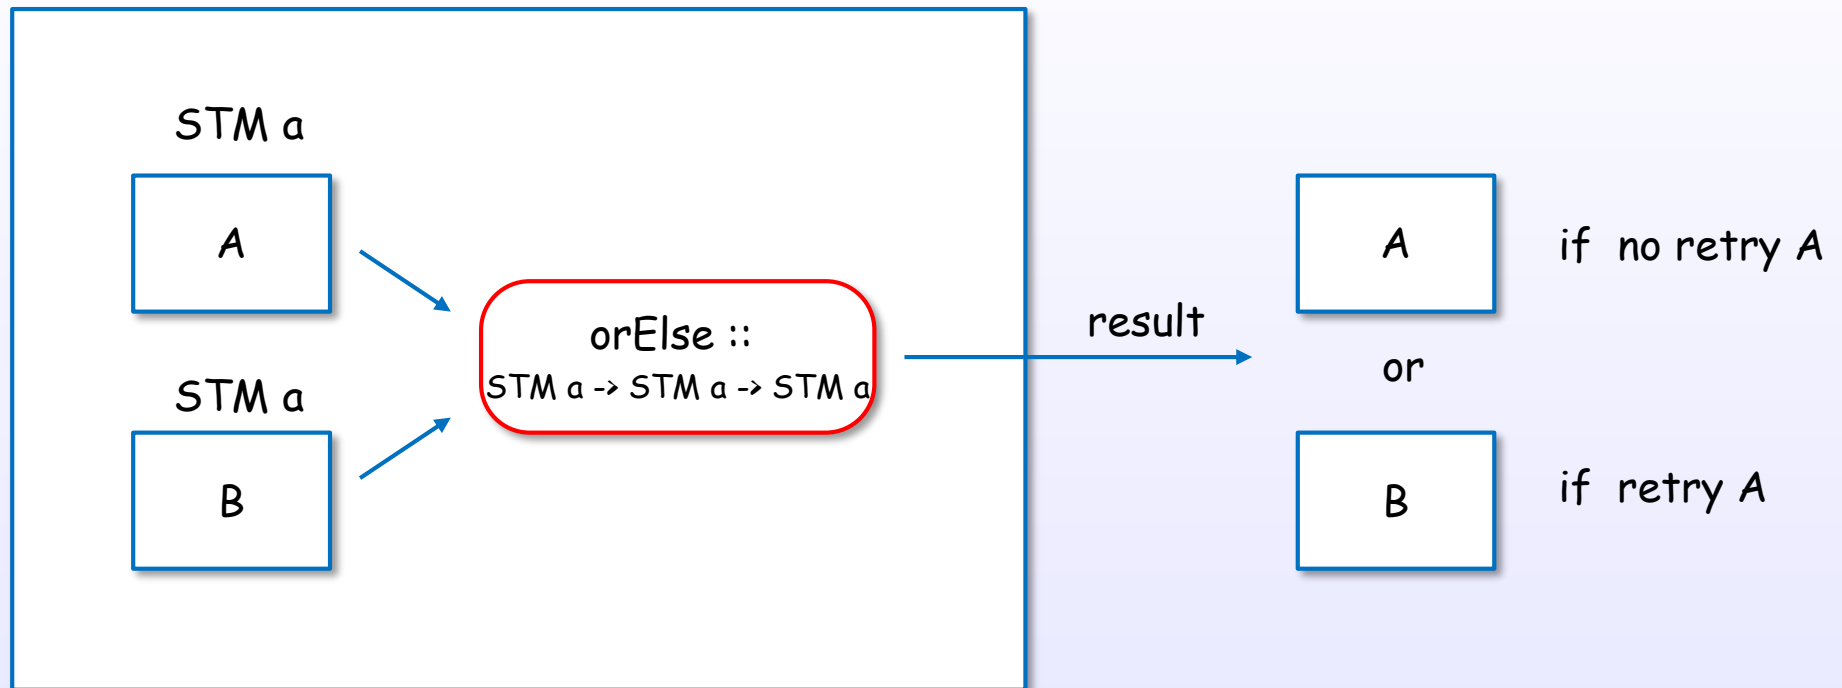 STM a
A
STM a
B
orElse ::
STM a -> STM a -> STM a
result
A
if no retry A
or
B
if retry A